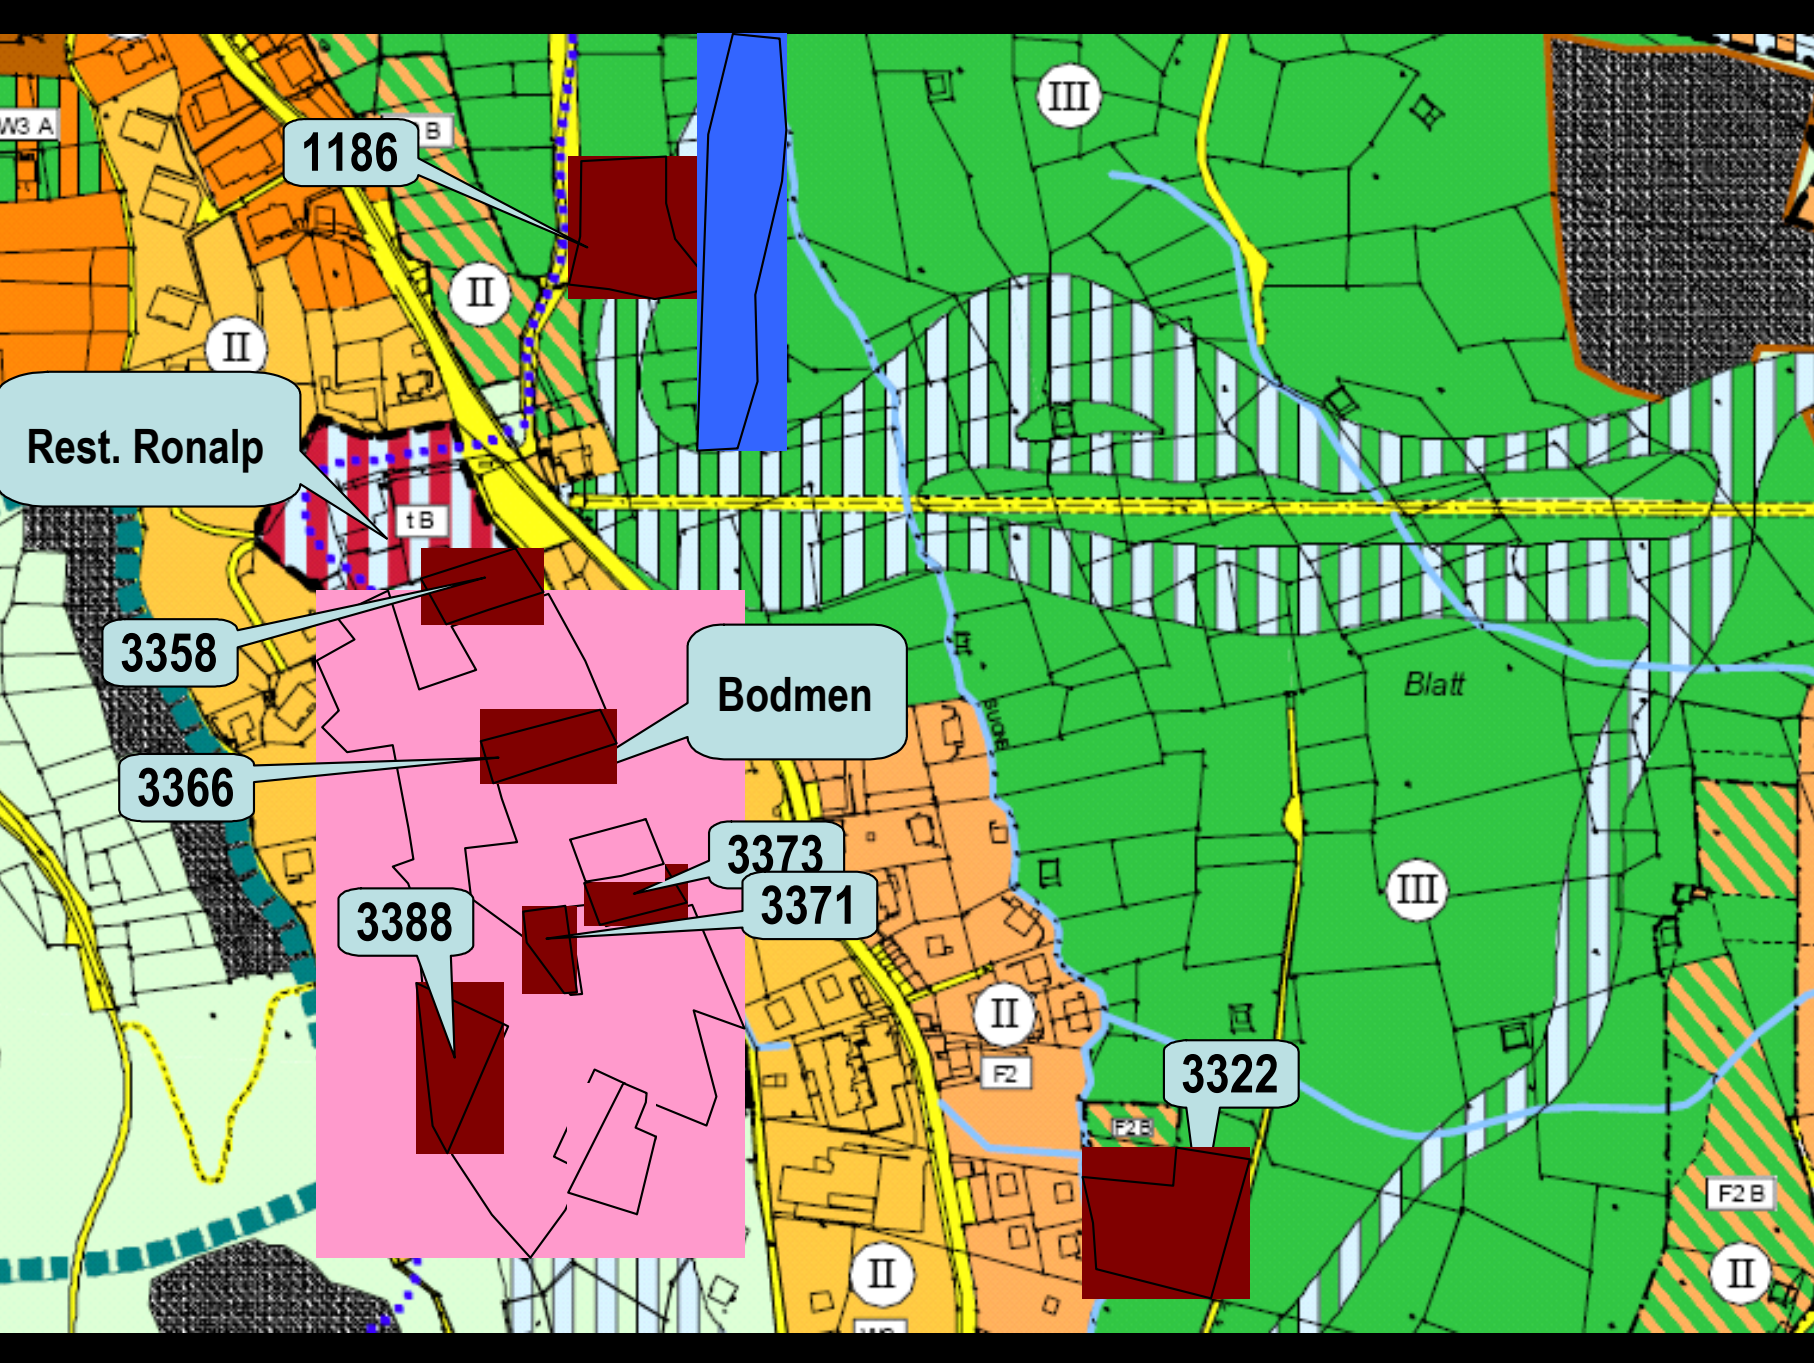 III
W3 A
B
1186
II
II
Rest. Ronalp
t B
3358
Bodmen
Blatt
3366
3373
3371
III
3388
II
F2
3322
F2B
F2 B
II
II